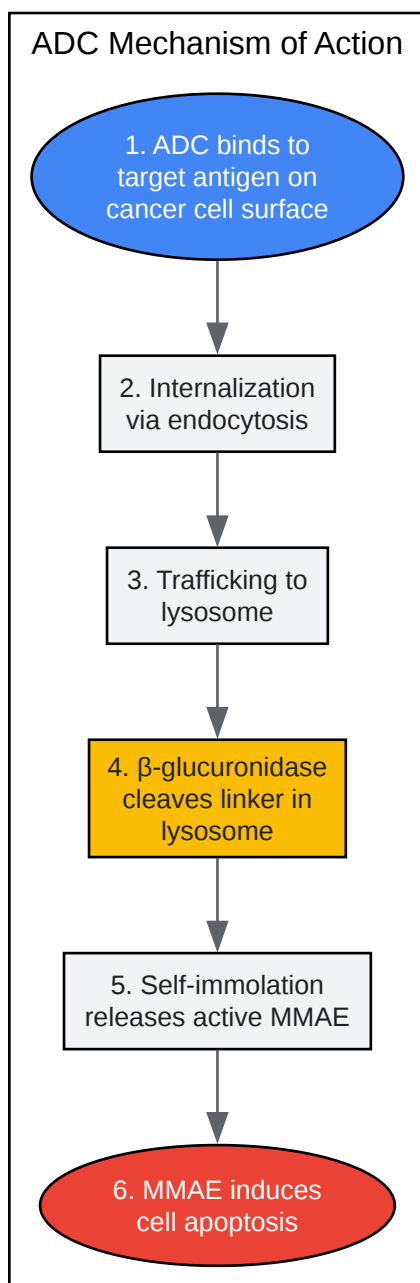 ADC Mechanism of Action
1. ADC binds to
target antigen on
cancer cell surface
2. Internalization
via endocytosis
3. Trafficking to
lysosome
4. β-glucuronidase
cleaves linker in
lysosome
5. Self-immolation
releases active MMAE
6. MMAE induces
cell apoptosis